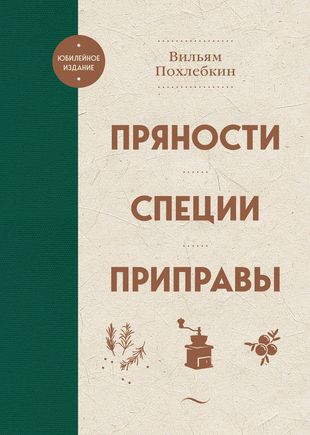 ЮБИЛЕЙНОЕ
ИЗДАНИЕ
Вильям
Похлебкин
ПРЯНОСТИ
СПЕЦИИ
ПРИПРАВЫ